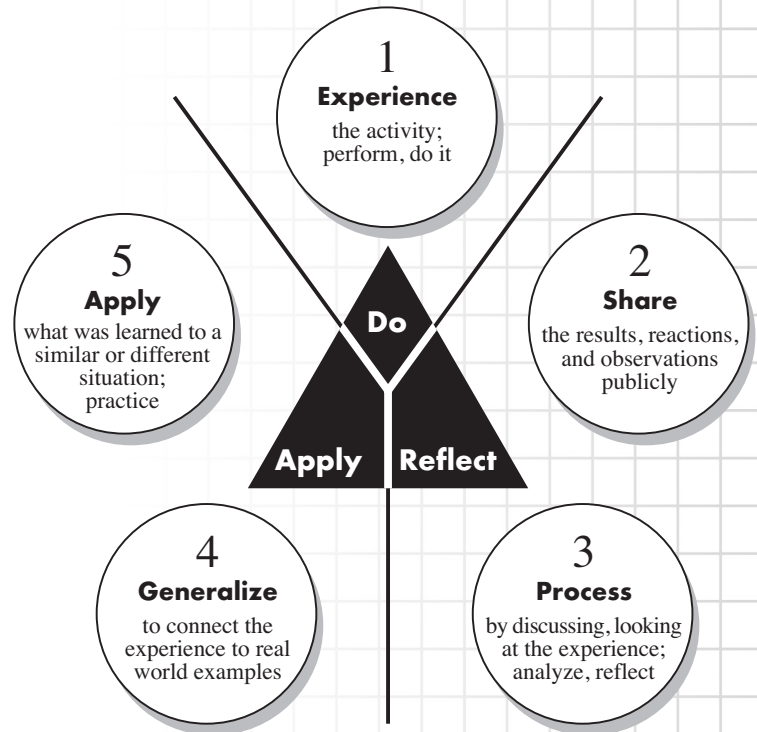 1
Experience
the activity;
perform, do it
2
Share
the results, reactions,
and observations
publicly
3
Process
by discussing, looking
at the experience;
analyze, reflect
4
Generalize
to connect the
experience to real
world examples
5
Apply
what was learned to a
similar or different
situation;
practice
Do
Apply
Reflect